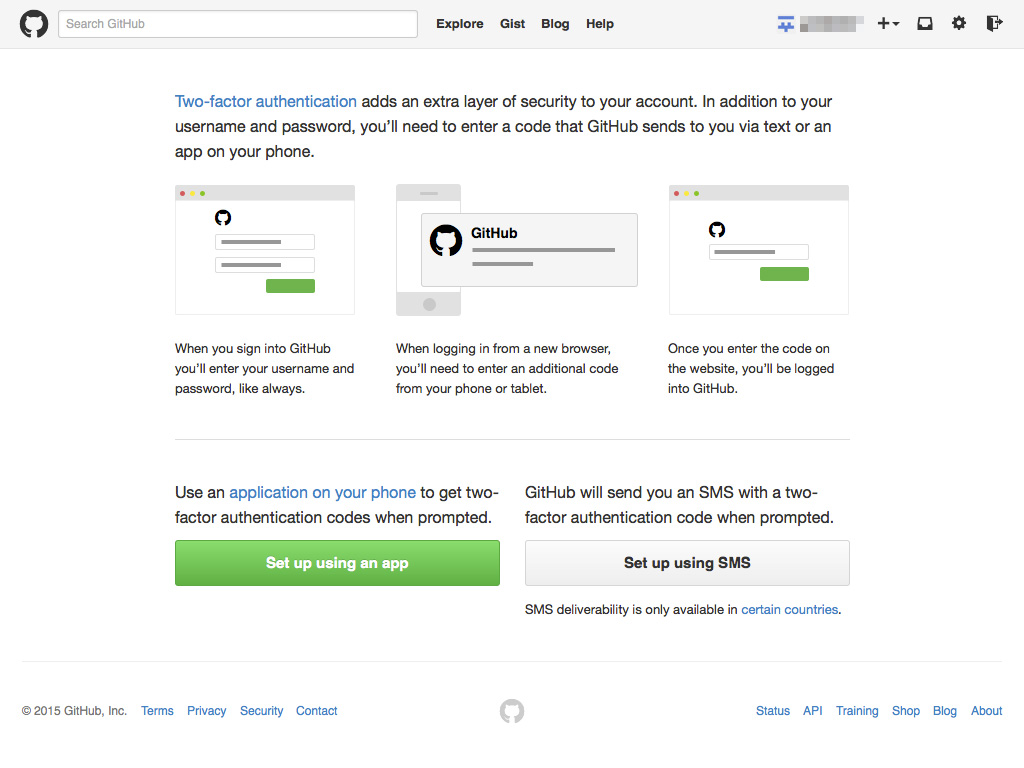 Search GitHub
Explore Gist Blog Help
Two-factor authentication adds an extra layer of security to your account. In addition to your
username and password, you’ll need to enter a code that GitHub sends to you via text or an
app on your phone.
GitHub
When you sign into GitHub
you’ll enter your username and
password, like always.
When logging in from a new browser,
you’ll need to enter an additional code
from your phone or tablet.
Once you enter the code on
the website, you’ll be logged
into GitHub.
Use an application on your phone to get two-
factor authentication codes when prompted.
Set up using an app
GitHub will send you an SMS with a two-
factor authentication code when prompted.
Set up using SMS
SMS deliverability is only available in certain countries.
© 2015 GitHub, Inc. Terms Privacy Security Contact
Status API Training Shop Blog About